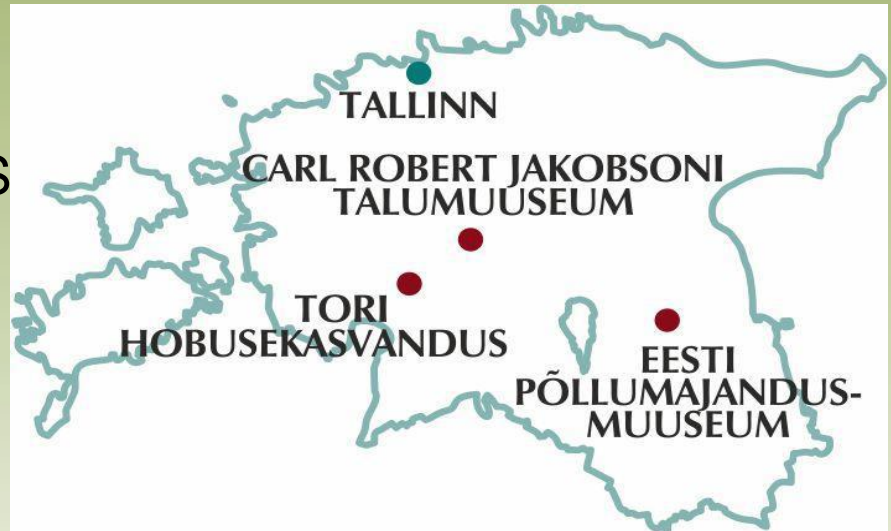 TALLINN
S
CARL ROBERT JAKOBSONI
TALUMUUSEUM
TORI
HOBUSEKASVANDUS
EESTI
PÕLLUMAJANDUS-
MUUSEUM